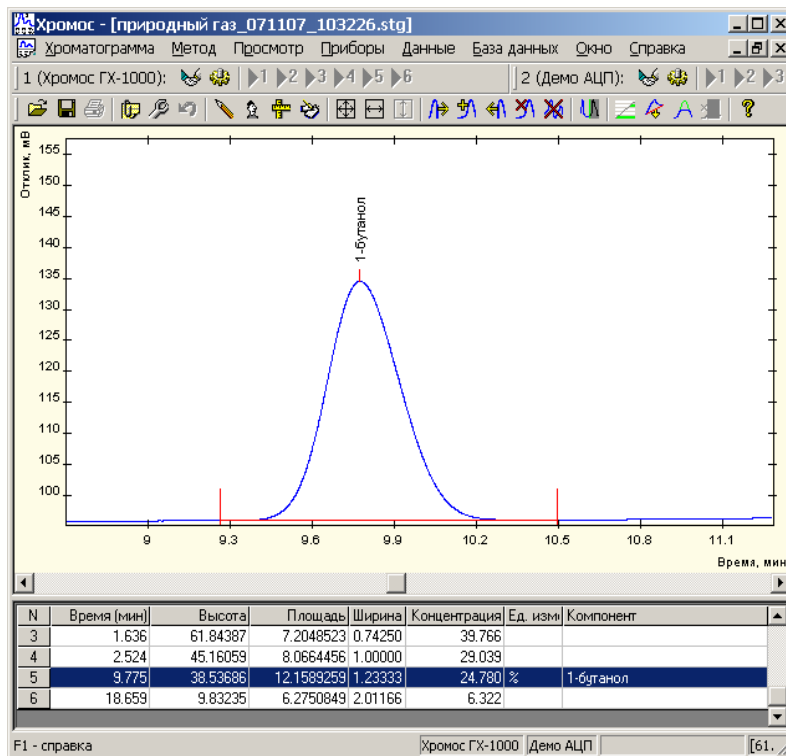 Хромос - [природный газ_071107_103226.stg]
Хроматограмма Метод Просмотр Приборы Данные База данных Окно Справка
1 (Хромос ГХ-1000): 1 2 3 4 5 6 2 (Демо АЦП): 1 2 3
Отклик, мВ
155
150
145
140
135
130
125
120
115
110
105
100
1-бутанол
9 9.3 9.6 9.9 10.2 10.5 10.8 11.1
Время, мин
N Время (мин) Высота Площадь Ширина Концентрация Ед. изм Компонент
3 1.636 61.84387 7.2048523 0.74250 39.766
4 2.524 45.16059 8.0664456 1.00000 29.039
5 9.775 38.53686 12.1589259 1.23333 24.780 % 1-бутанол
6 18.659 9.83235 6.2750849 2.01166 6.322
F1 - справка Хромос ГХ-1000 Демо АЦП [61.